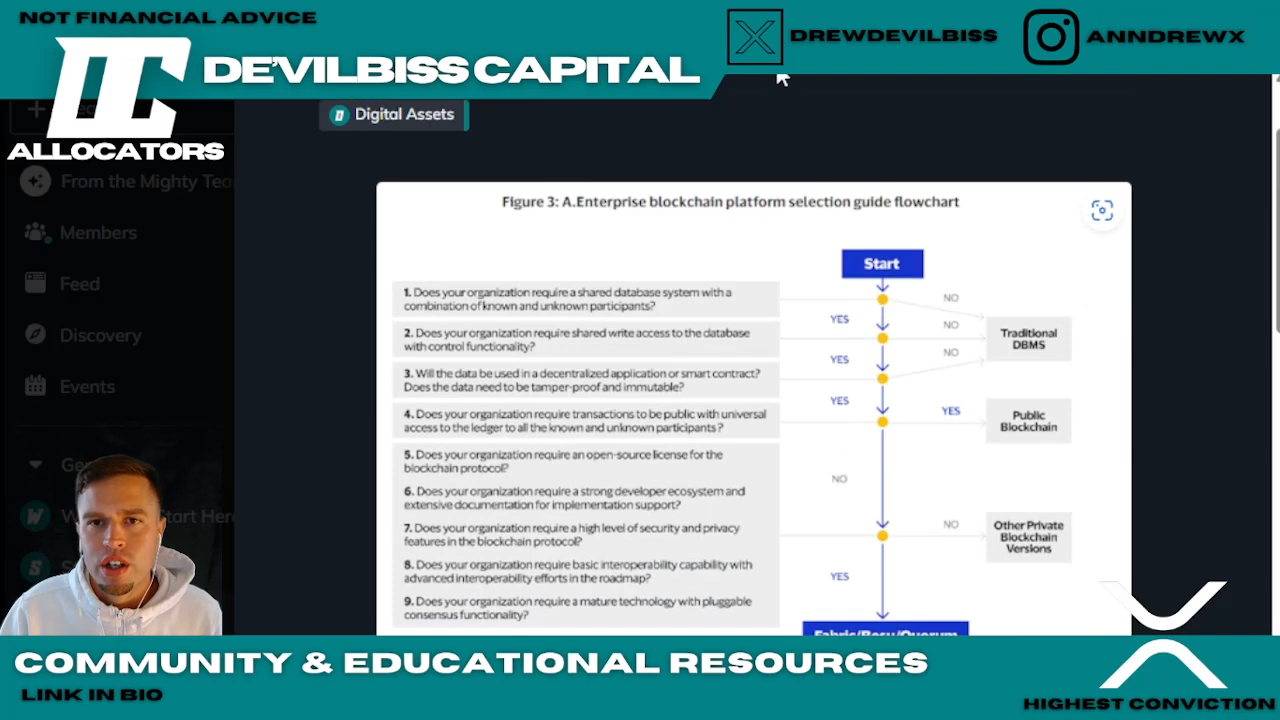 NOT FINANCIAL ADVICE
DE'VILBISS CAPITAL
ALLOCATORS
DREWDEVILBISS
ANNDREWX
Digital Assets
From the Mighty Te
Members
Feed
Discovery
Events
Figure 3: A.Enterprise blockchain platform selection guide flowchart
Start
1. Does your organization require a shared database system with a
combination of known and unknown participants?
2. Does your organization require shared write access to the database
with control functionality?
3. Will the data be used in a decentralized application or smart contract?
Does the data need to be tamper-proof and immutable?
4. Does your organization require transactions to be public with universal
access to the ledger to all the known and unknown participants?
5. Does your organization require an open-source license for the
blockchain protocol?
6. Does your organization require a strong developer ecosystem and
extensive documentation for implementation support?
7. Does your organization require a high level of security and privacy
features in the blockchain protocol?
8. Does your organization require basic interoperability capability with
advanced interoperability efforts in the roadmap?
9. Does your organization require a mature technology with pluggable
consensus functionality?
NO
YES
NO
YES
NO
YES
YES
NO
NO
YES
Traditional
DBMS
Public
Blockchain
Other Private
Blockchain
Versions
Fabric/Besu/Quorum
COMMUNITY & EDUCATIONAL RESOURCES
LINK IN BIO
HIGHEST CONVICTION